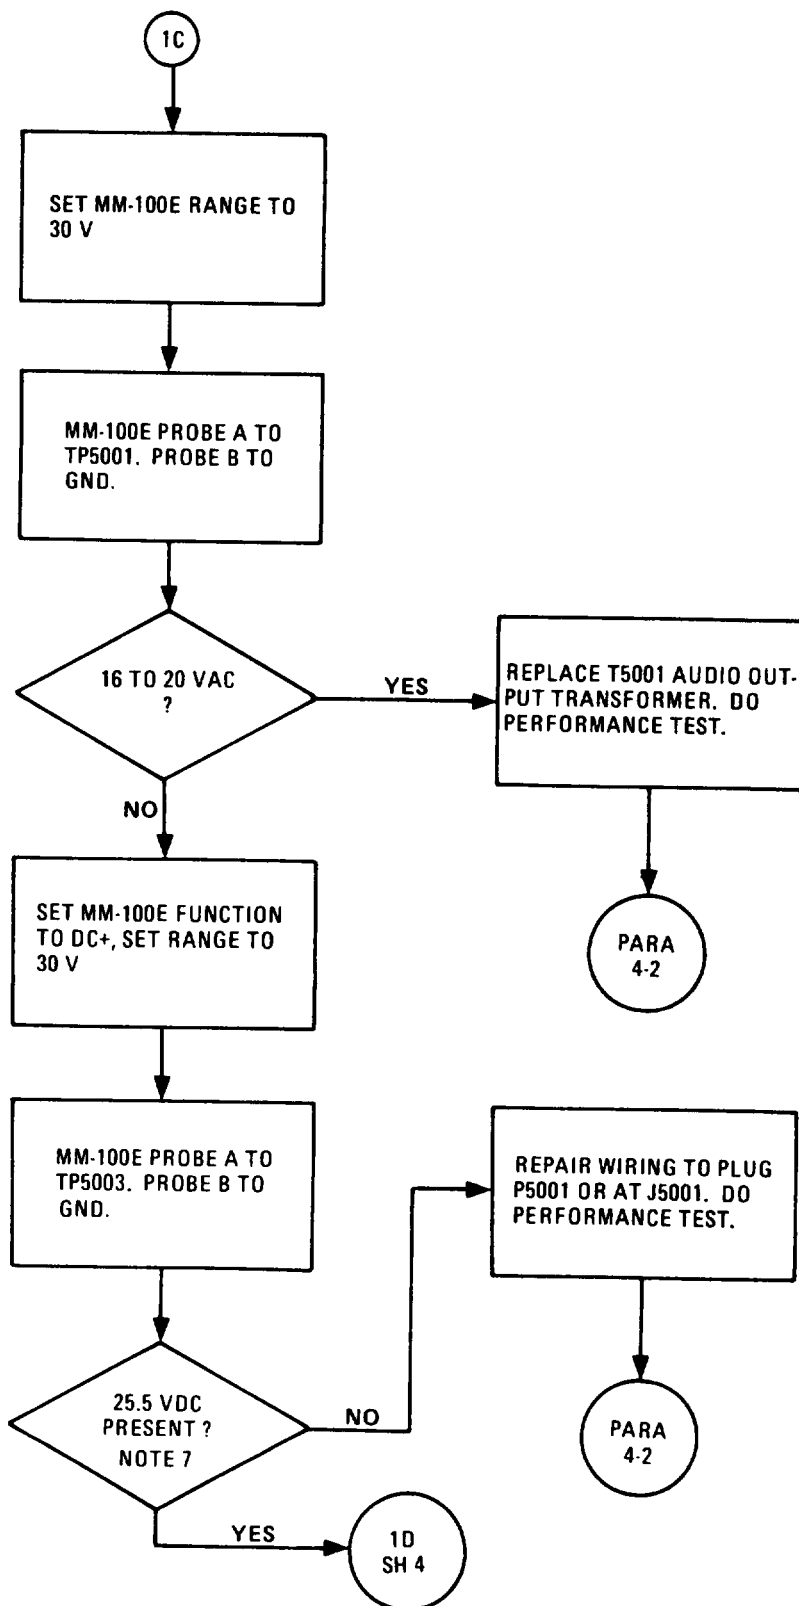 1C
SET MM-100E RANGE TO
30 V
MM-100E PROBE A TO
TP5001. PROBE B TO
GND.
16 TO 20 VAC
?
YES
REPLACE T5001 AUDIO OUT-
PUT TRANSFORMER. DO
PERFORMANCE TEST.
PARA
4-2
NO
SET MM-100E FUNCTION
TO DC+, SET RANGE TO
30 V
MM-100E PROBE A TO
TP5003. PROBE B TO
GND.
25.5 VDC
PRESENT ?
NOTE 7
NO
REPAIR WIRING TO PLUG
P5001 OR AT J5001. DO
PERFORMANCE TEST.
PARA
4-2
YES
1D
SH 4